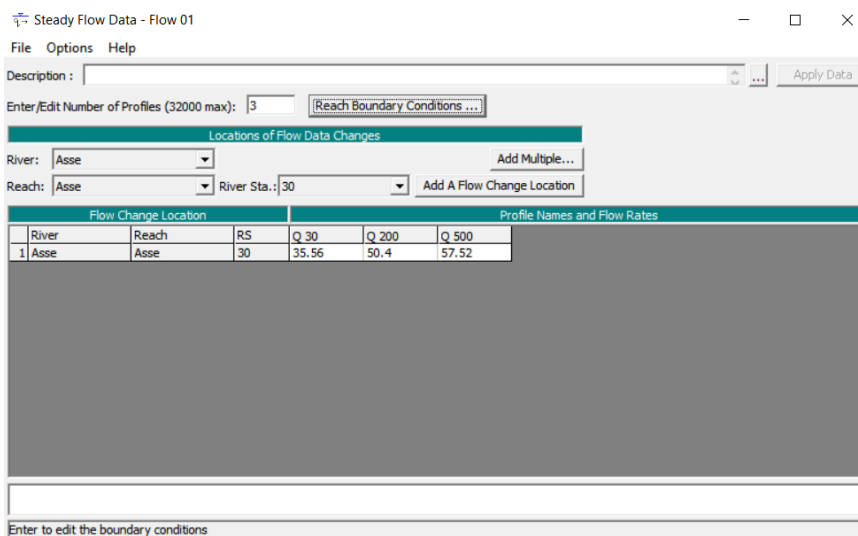 Steady Flow Data - Flow 01
File Options Help
Description :
... Apply Data
Enter/Edit Number of Profiles (32000 max): 3 Reach Boundary Conditions ...
Locations of Flow Data Changes
River: Asse Add Multiple...
Reach: Asse River Sta.: 30 Add A Flow Change Location
Flow Change Location Profile Names and Flow Rates
River Reach RS Q 30 Q 200 Q 500
1 Asse Asse 30 35.56 50.4 57.52
Enter to edit the boundary conditions